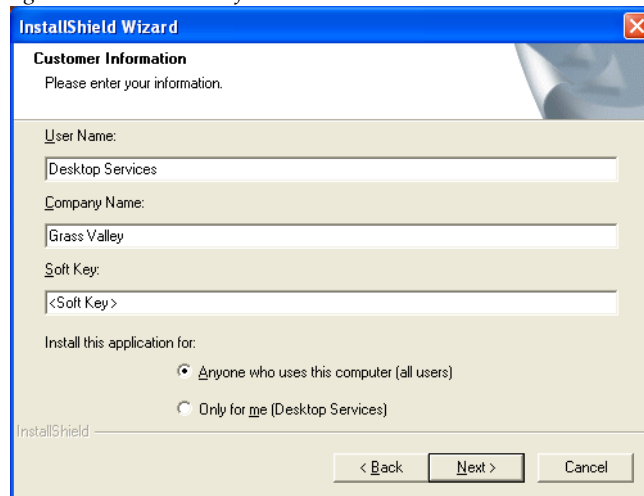 InstallShield Wizard
Customer Information
Please enter your information.
User Name:
Desktop Services
Company Name:
Grass Valley
Soft Key:
<Soft Key>
Install this application for:
Anyone who uses this computer (all users)
Only for me (Desktop Services)
InstallShield
< Back
Next >
Cancel